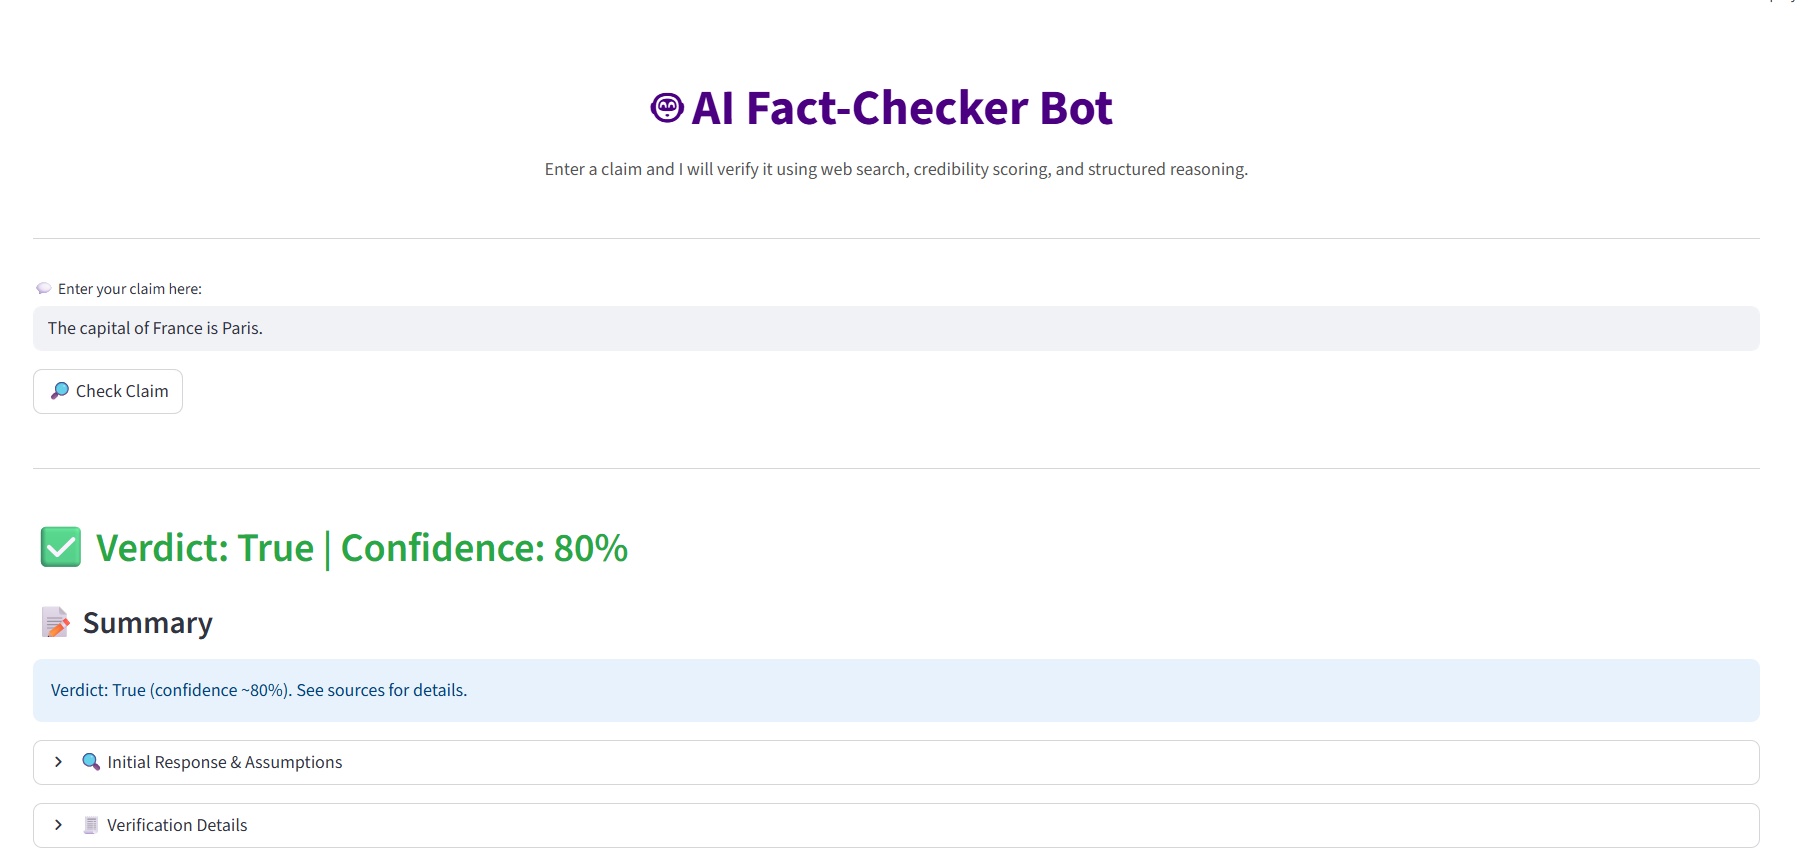 AI Fact-Checker Bot
Enter a claim and I will verify it using web search, credibility scoring, and structured reasoning.
Enter your claim here:
The capital of France is Paris.
Check Claim
Verdict: True | Confidence: 80%
Summary
Verdict: True (confidence ~80%). See sources for details.
Initial Response & Assumptions
Verification Details